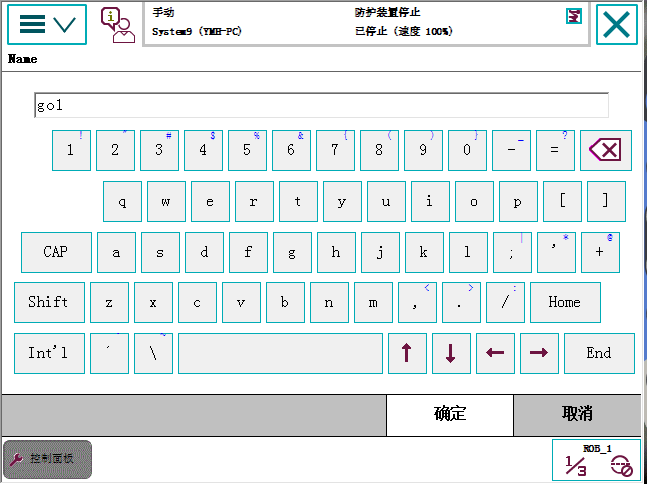 手动
System9 (YMH-PC)
防护装置停止
已停止 (速度 100%)
Name
go1
! " # $ % & { ( ) } _ ?
1 2 3 4 5 6 7 8 9 0 - =
q w e r t y u i o p [ ]
| * @
CAP a s d f g h j k l ; ' +
< > :
Shift z x c v b n m , . / Home
~
Int'l ´ \ End
确定 取消
控制面板
ROB_1
1/3